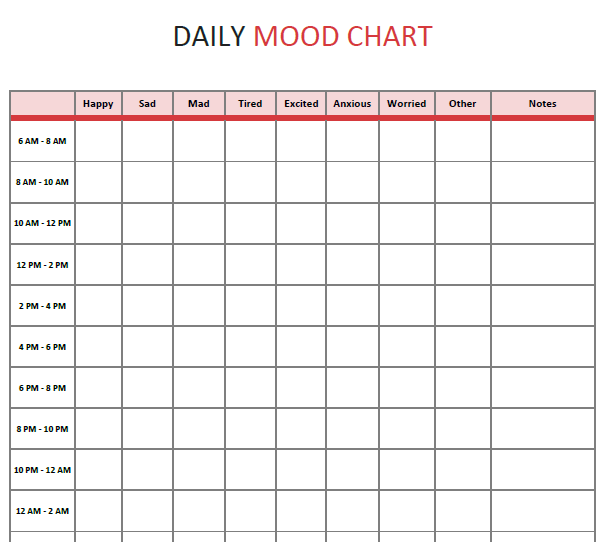 DAILY MOOD CHART
Happy Sad Mad Tired Excited Anxious Worried Other Notes
6 AM - 8 AM
8 AM - 10 AM
10 AM - 12 PM
12 PM - 2 PM
2 PM - 4 PM
4 PM - 6 PM
6 PM - 8 PM
8 PM - 10 PM
10 PM - 12 AM
12 AM - 2 AM